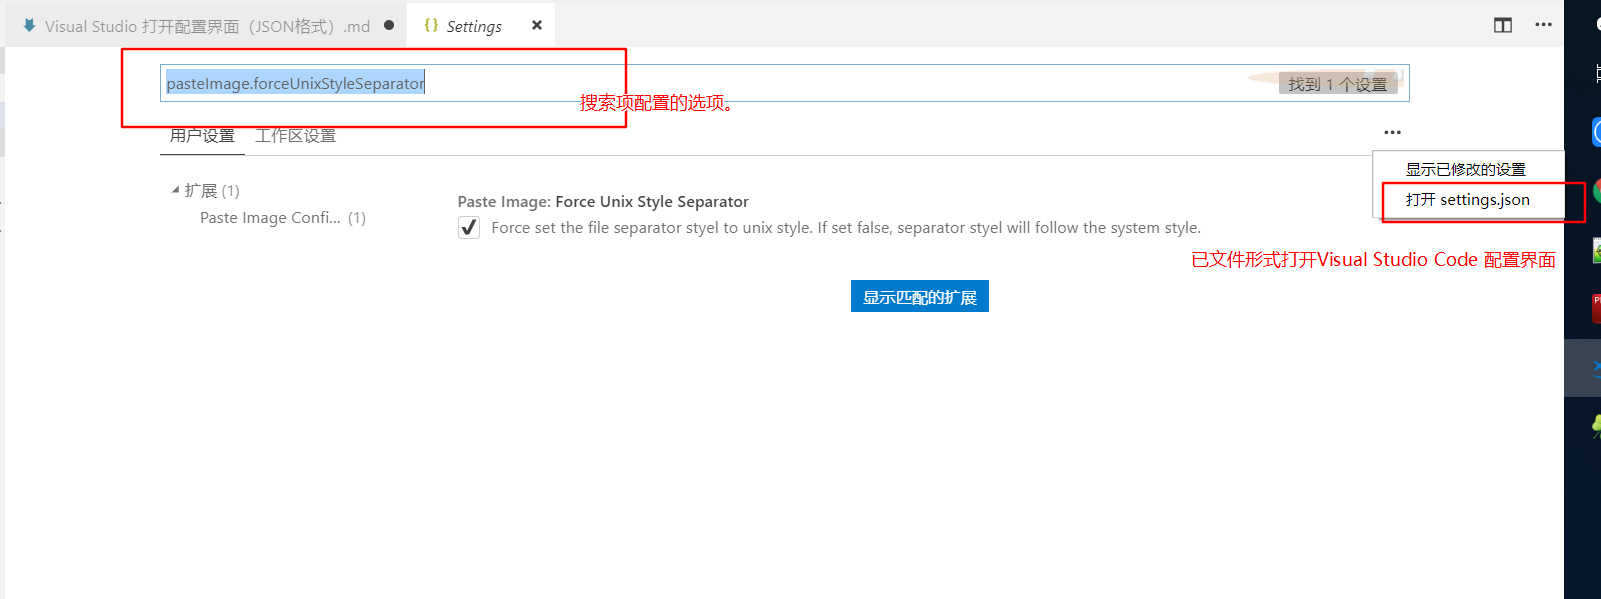 Visual Studio 打开配置界面（JSON格式）.md
{} Settings
pasteImage.forceUnixStyleSeparator
找到 1 个设置
搜索项配置的选项。
用户设置 工作区设置
显示已修改的设置
打开 settings.json
扩展 (1)
Paste Image Confi... (1)
Paste Image: Force Unix Style Separator
Force set the file separator styel to unix style. If set false, separator styel will follow the system style.
已文件形式打开Visual Studio Code 配置界面
显示匹配的扩展